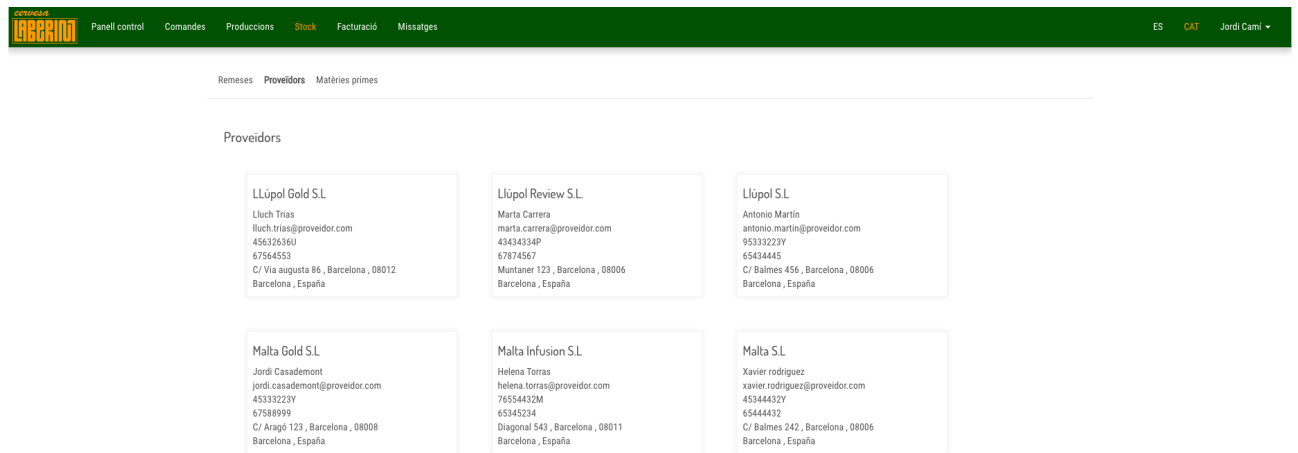 cervesa
LABERINT
Panell control Comandes Produccions Stock Facturació Missatges ES CAT Jordi Camí
Remeses Proveïdors Matèries primes
Proveïdors
LLúpol Gold S.L
Lluch Trias
lluch.trias@proveidor.com
45632636U
67564553
C/ Via augusta 86 , Barcelona , 08012
Barcelona , España
Llúpol Review S.L.
Marta Carrera
marta.carrera@proveidor.com
43434334P
67874567
Muntaner 123 , Barcelona , 08006
Barcelona , España
Llúpol S.L
Antonio Martín
antonio.martin@proveidor.com
95333223Y
65434445
C/ Balmes 456 , Barcelona , 08006
Barcelona , España
Malta Gold S.L
Jordi Casademont
jordi.casademont@proveidor.com
45333223Y
67588999
C/ Aragó 123 , Barcelona , 08008
Barcelona , España
Malta Infusion S.L
Helena Torras
helena.torras@proveidor.com
76554432M
65345234
Diagonal 543 , Barcelona , 08011
Barcelona , España
Malta S.L
Xavier rodriguez
xavier.rodriguez@proveidor.com
45344432Y
65444432
C/ Balmes 242 , Barcelona , 08006
Barcelona , España